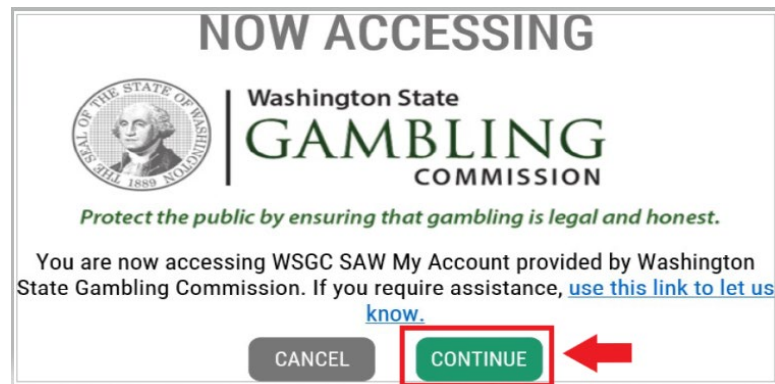 NOW ACCESSING
THE SEAL OF THE STATE OF WASHINGTON
1889
Washington State
GAMBLING
COMMISSION
Protect the public by ensuring that gambling is legal and honest.
You are now accessing WSGC SAW My Account provided by Washington
State Gambling Commission. If you require assistance, use this link to let us
know.
CANCEL
CONTINUE